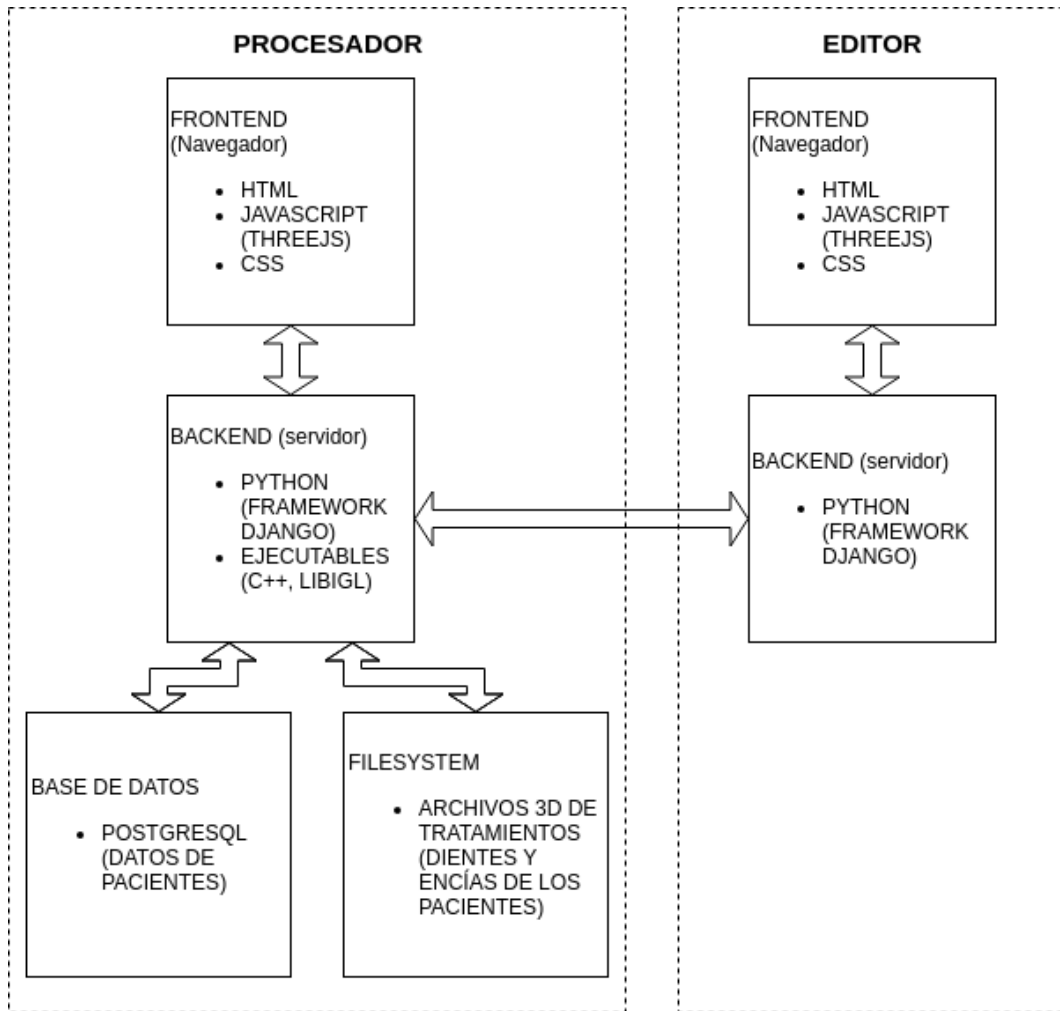 PROCESADOR
FRONTEND
(Navegador)
HTML
JAVASCRIPT
(THREEJS)
CSS
BACKEND (servidor)
PYTHON
(FRAMEWORK
DJANGO)
EJECUTABLES
(C++, LIBIGL)
BASE DE DATOS
POSTGRESQL
(DATOS DE
PACIENTES)
FILESYSTEM
ARCHIVOS 3D DE
TRATAMIENTOS
(DIENTES Y
ENCÍAS DE LOS
PACIENTES)
EDITOR
FRONTEND
(Navegador)
HTML
JAVASCRIPT
(THREEJS)
CSS
BACKEND (servidor)
PYTHON
(FRAMEWORK
DJANGO)